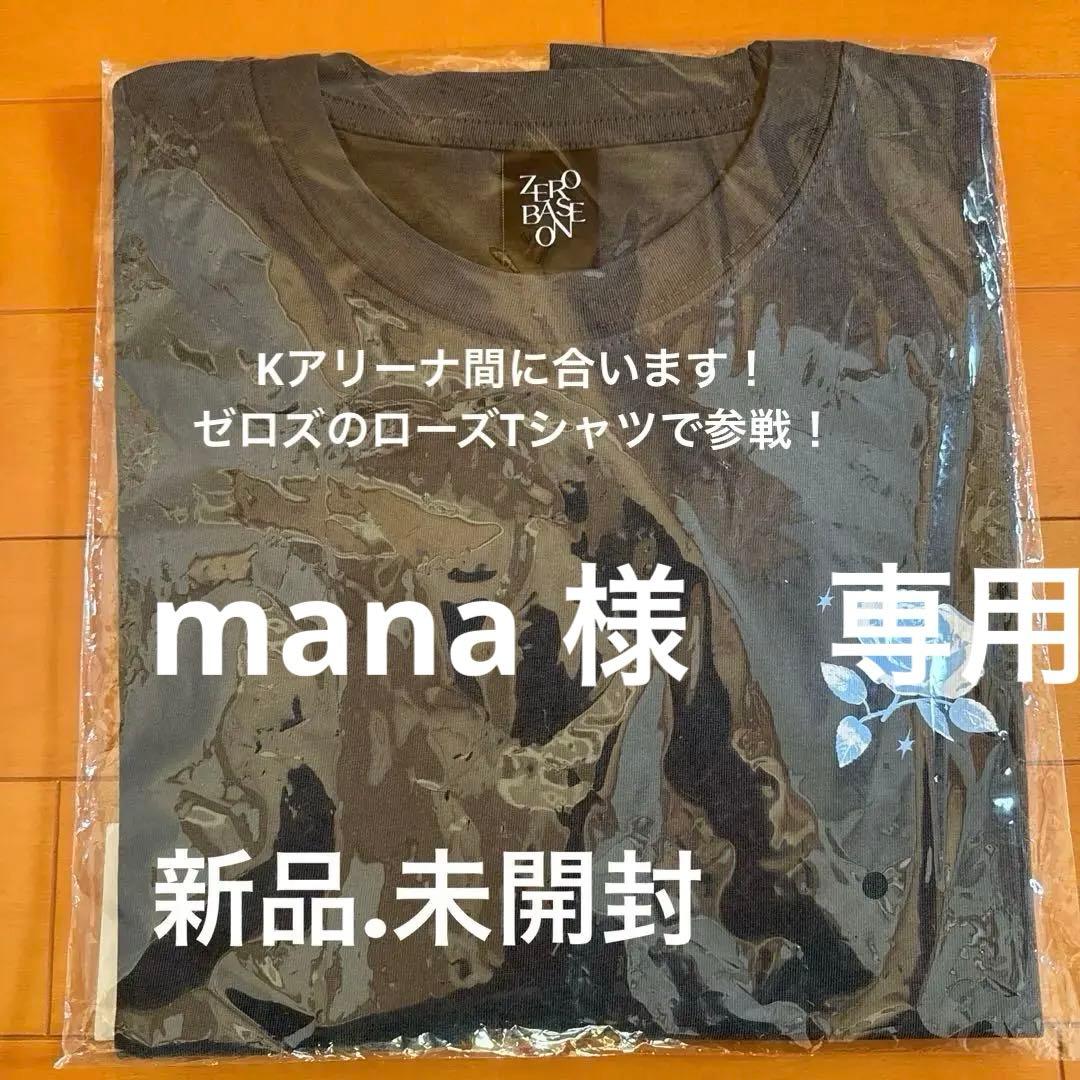 ZERO
BASE
ON
Kアリーナ間に合います！
ゼロズのローズTシャツで参戦！
mana 様　専用
新品.未開封